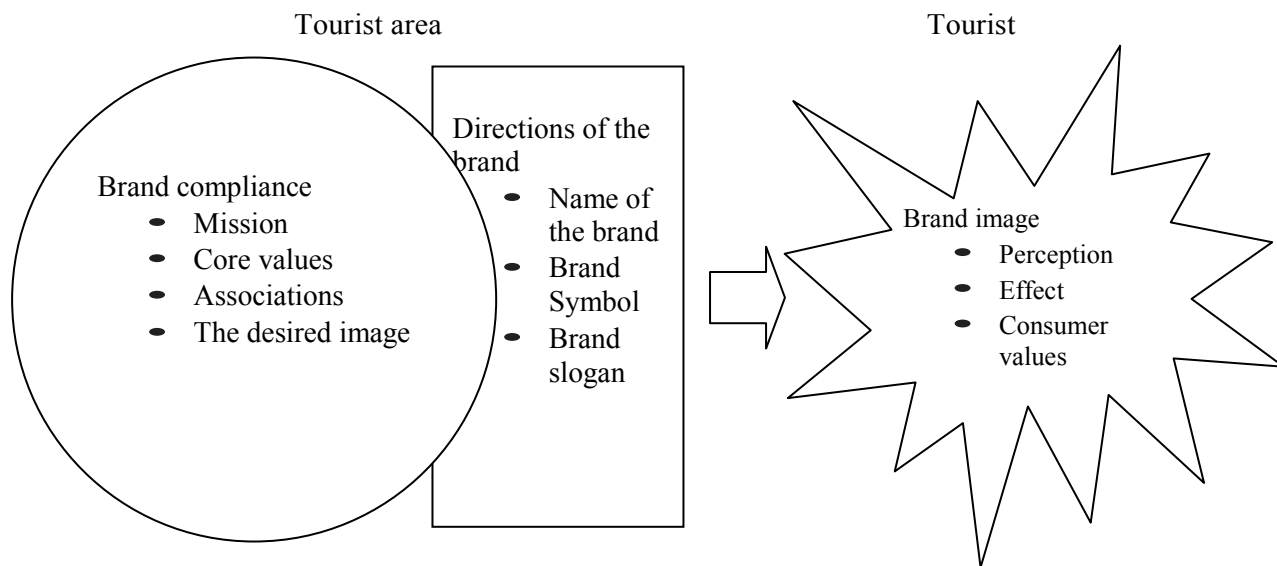 Tourist area
Tourist
Brand compliance
Mission
Core values
Associations
The desired image
Directions of the
brand
Name of
the brand
Brand
Symbol
Brand
slogan
Brand image
Perception
Effect
Consumer
values